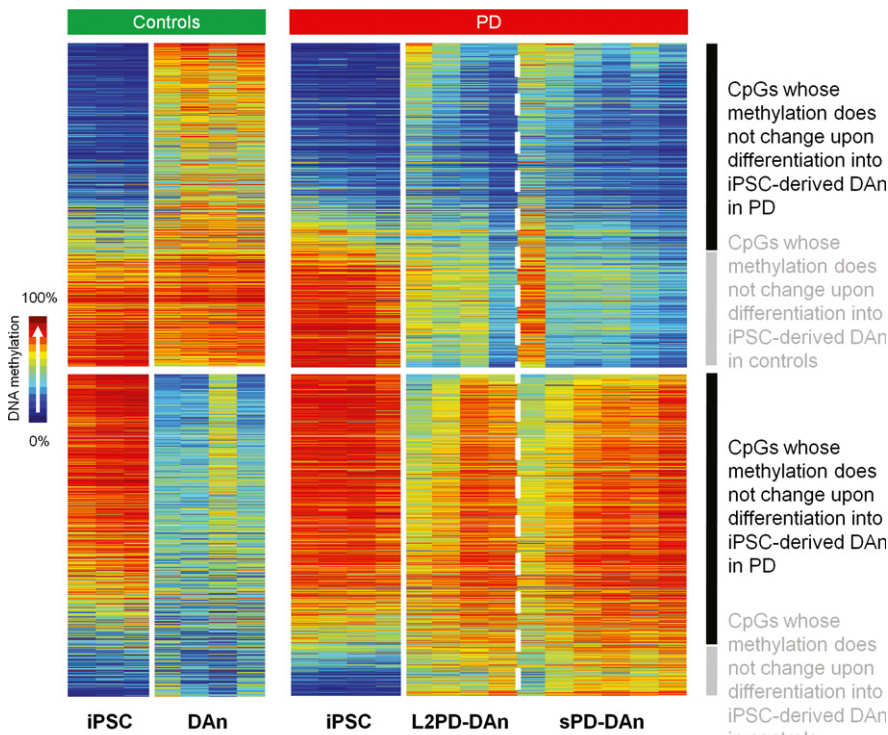 Controls
PD
CpGs whose
methylation does
not change upon
differentiation into
iPSC-derived DAn
in PD
CpGs whose
methylation does
not change upon
differentiation into
iPSC-derived DAn
in controls
100%
DNA methylation
0%
CpGs whose
methylation does
not change upon
differentiation into
iPSC-derived DAn
in PD
CpGs whose
methylation does
not change upon
differentiation into
iPSC-derived DAn
iPSC
DAn
iPSC
L2PD-DAn
sPD-DAn